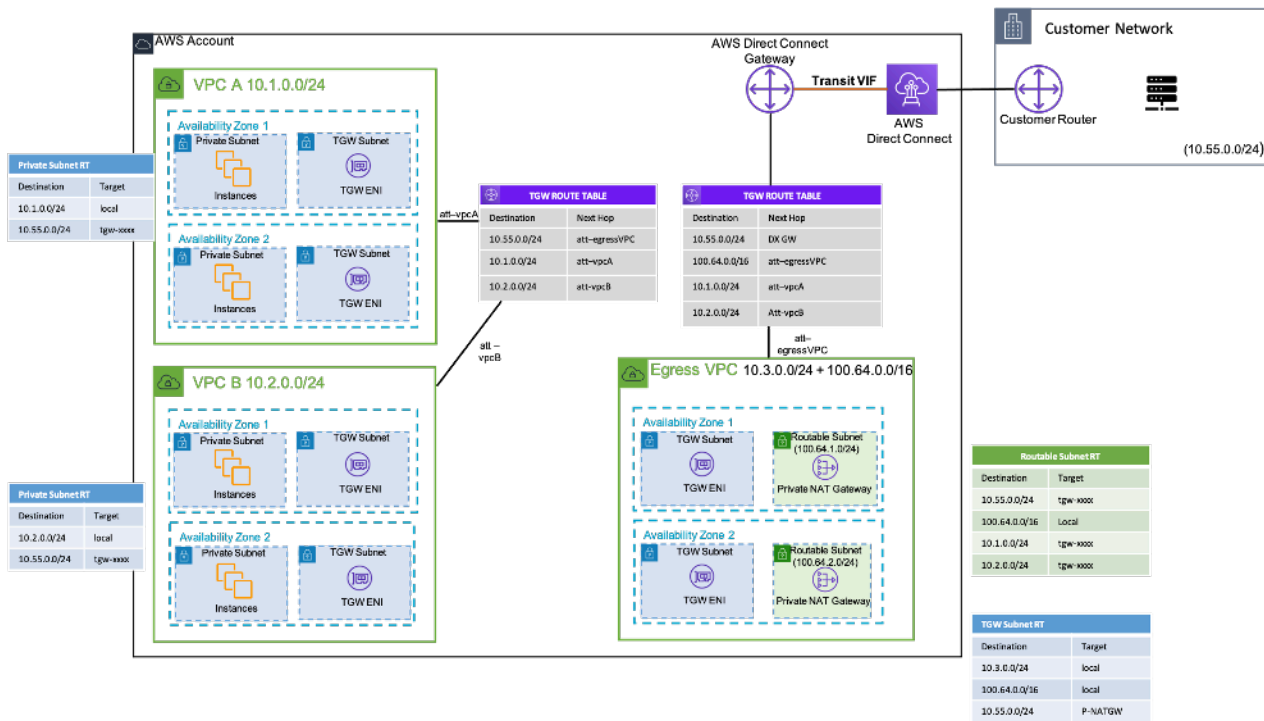 AWS Account
VPC A 10.1.0.0/24
Availability Zone 1
Private Subnet
Instances
TGW Subnet
TGW ENI
Availability Zone 2
Private Subnet
Instances
TGW Subnet
TGW ENI
Private Subnet RT
Destination Target
10.1.0.0/24 local
10.55.0.0/24 tgw-xxxx
att–vpcA
TGW ROUTE TABLE
Destination Next Hop
10.55.0.0/24 att–egressVPC
10.1.0.0/24 att–vpcA
10.2.0.0/24 att-vpcB
att –
vpcB
VPC B 10.2.0.0/24
Availability Zone 1
Private Subnet
Instances
TGW Subnet
TGW ENI
Availability Zone 2
Private Subnet
Instances
TGW Subnet
TGW ENI
Private Subnet RT
Destination Target
10.2.0.0/24 local
10.55.0.0/24 tgw-xxxx
AWS Direct Connect
Gateway
Transit VIF
AWS
Direct Connect
Customer Network
Customer Router
(10.55.0.0/24)
TGW ROUTE TABLE
Destination Next Hop
10.55.0.0/24 DX GW
100.64.0.0/16 att–egressVPC
10.1.0.0/24 att–vpcA
10.2.0.0/24 Att-vpcB
att–
egressVPC
Egress VPC 10.3.0.0/24 + 100.64.0.0/16
Availability Zone 1
TGW Subnet
TGW ENI
Routable Subnet
(100.64.1.0/24)
Private NAT Gateway
Availability Zone 2
TGW Subnet
TGW ENI
Routable Subnet
(100.64.2.0/24)
Private NAT Gateway
Routable Subnet RT
Destination Target
10.55.0.0/24 tgw-xxxx
100.64.0.0/16 Local
10.1.0.0/24 tgw-xxxx
10.2.0.0/24 tgw-xxxx
TGW Subnet RT
Destination Target
10.3.0.0/24 local
100.64.0.0/16 local
10.55.0.0/24 P-NATGW